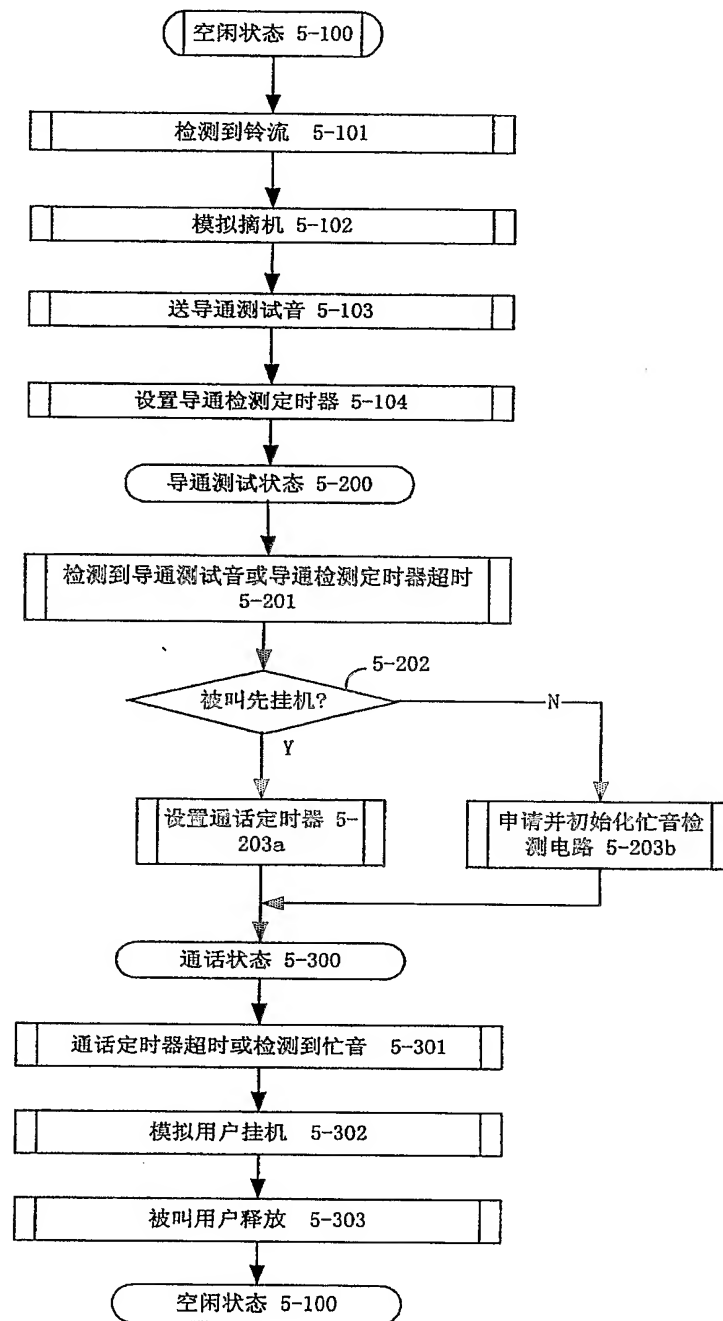 空闲状态 5-100
检测到铃流 5-101
模拟摘机 5-102
送导通测试音 5-103
设置导通检测定时器 5-104
导通测试状态 5-200
检测到导通测试音或导通检测定时器超时
5-201
5-202
被叫先挂机?
N
Y
设置通话定时器 5-
203a
申请并初始化忙音检
测电路 5-203b
通话状态 5-300
通话定时器超时或检测到忙音 5-301
模拟用户挂机 5-302
被叫用户释放 5-303
空闲状态 5-100